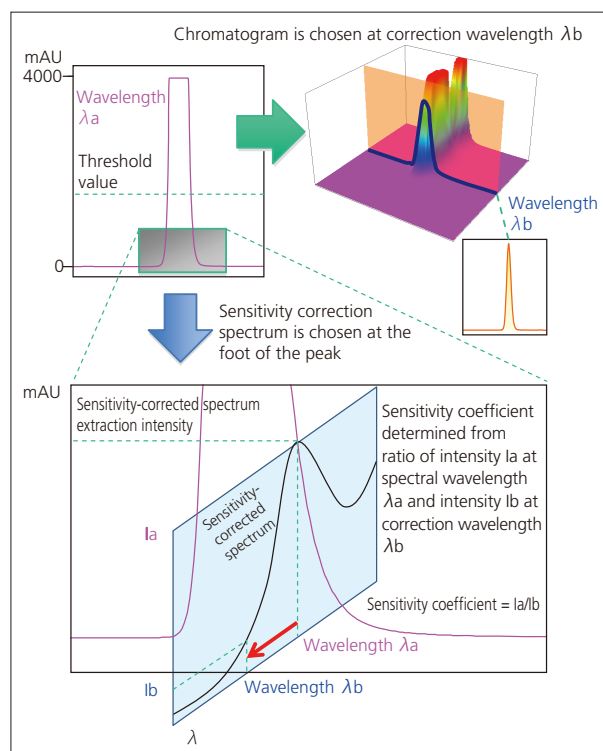 Chromatogram is chosen at correction wavelength λb
mAU
4000
Wavelength
λa
Threshold
value
0
Wavelength
λb
Sensitivity correction
spectrum is chosen at the
foot of the peak
mAU
Sensitivity-corrected spectrum
extraction intensity
Sensitivity coefficient
determined from
ratio of intensity Ia at
spectral wavelength
λa and intensity Ib at
correction wavelength
λb
Sensitivity-
corrected
spectrum
Ia
Sensitivity coefficient = Ia/Ib
Wavelength λa
Ib
Wavelength λb
λ